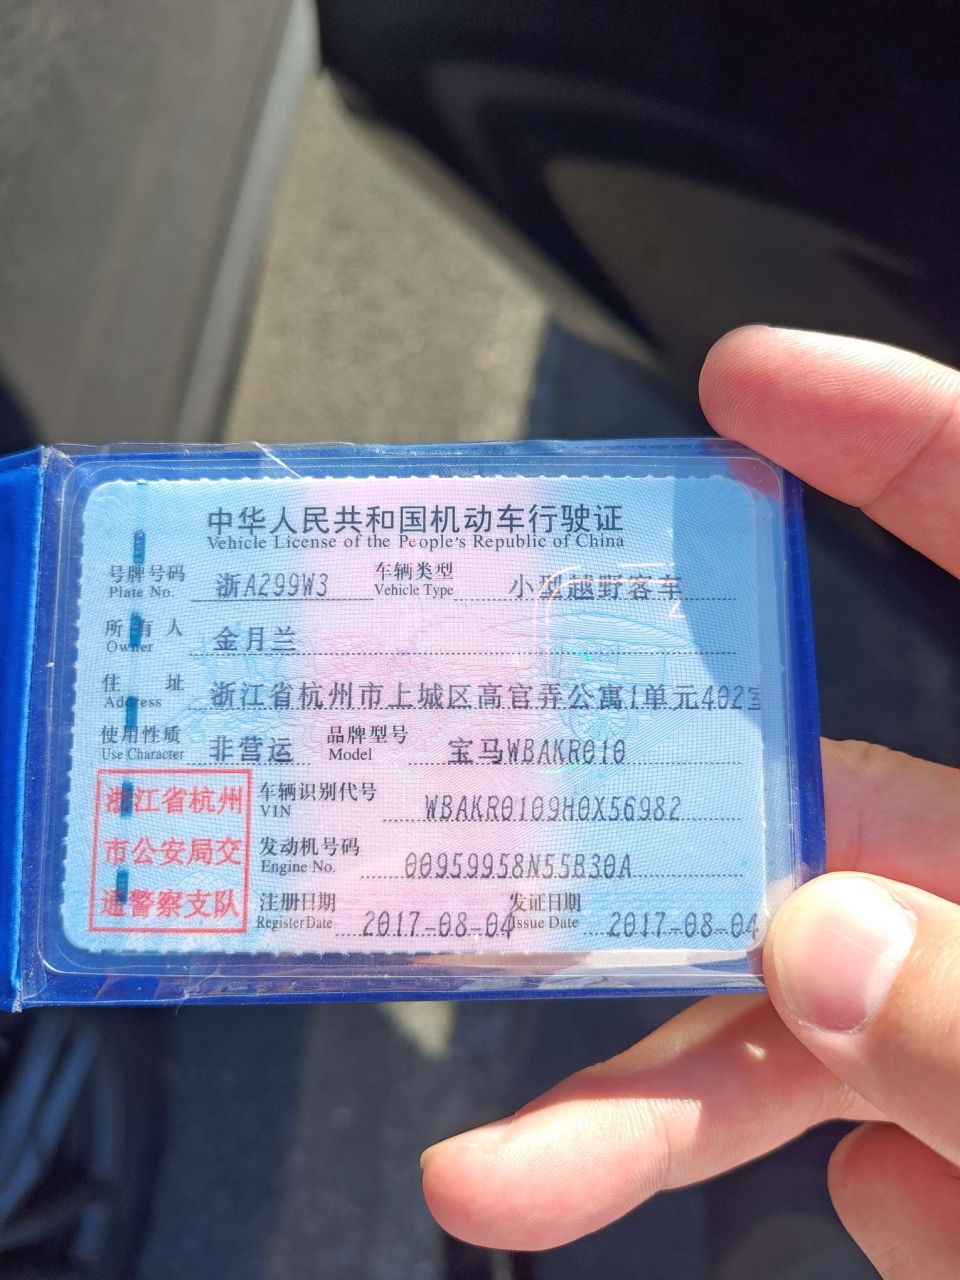 中华人民共和国机动车行驶证
Vehicle License of the People's Republic of China
号牌号码 浙A299W3 车辆类型 小型越野客车
Plate No. Vehicle Type
所有人 金月兰
Owner
住址 浙江省杭州市上城区高官弄公寓1单元402室
Address
使用性质 非营运 品牌型号 宝马WBAKR010
Use Character Model
浙江省杭州
市公安局交
通警察支队
车辆识别代号 WBAKR0109H0X56982
VIN
发动机号码 00959958N55B30A
Engine No.
注册日期 2017-08-04 发证日期 2017-08-04
Register Date Issue Date